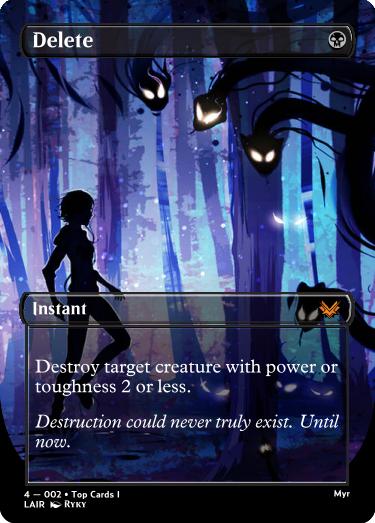 Delete
Instant
Destroy target creature with power or
toughness 2 or less.
Destruction could never truly exist. Until
now.
4 — 002 • Top Cards I
Myr
LAIR Ryky